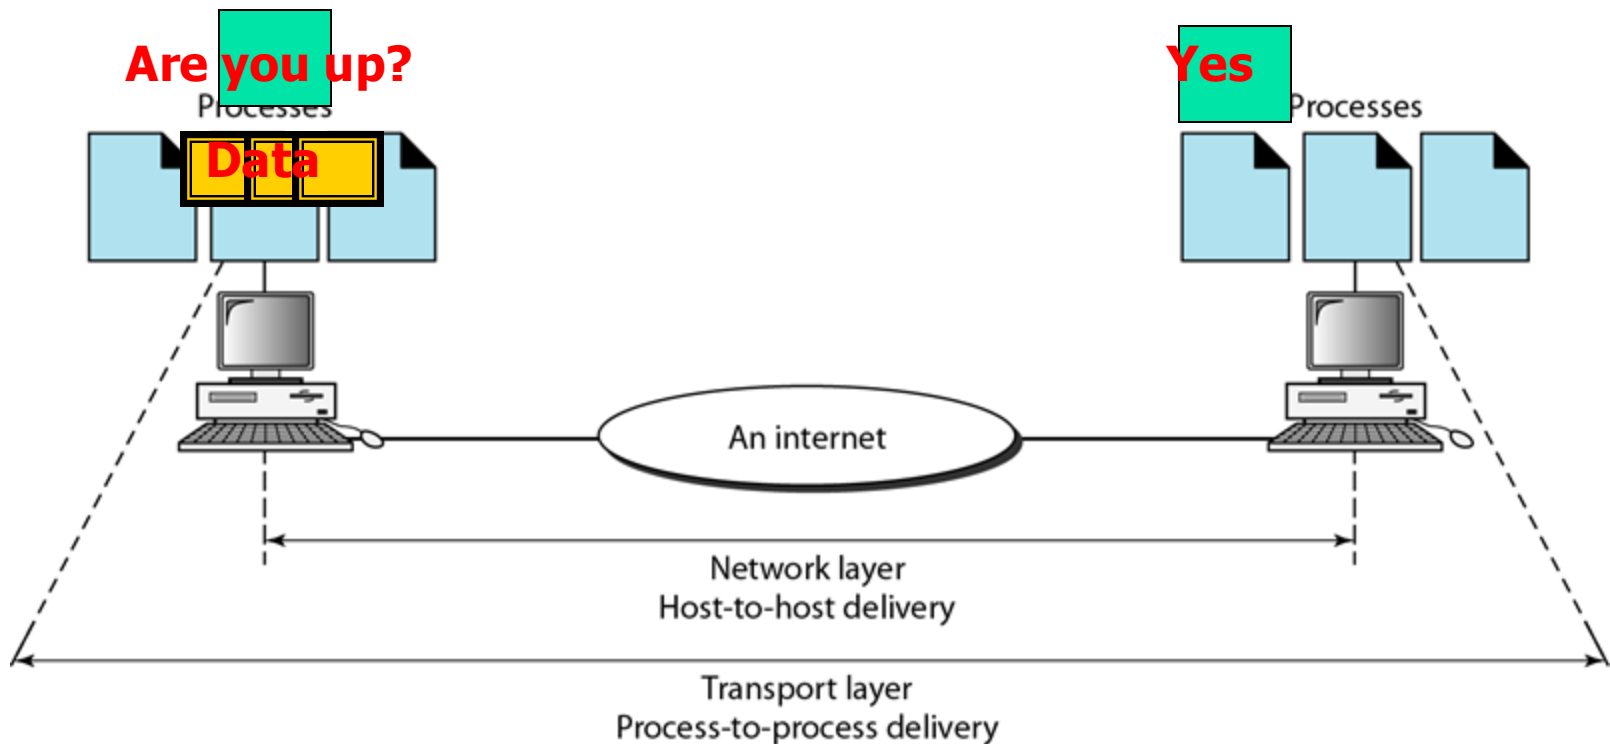 Are you up?
Yes
Processes
Processes
Data
An internet
Network layer
Host-to-host delivery
Transport layer
Process-to-process delivery